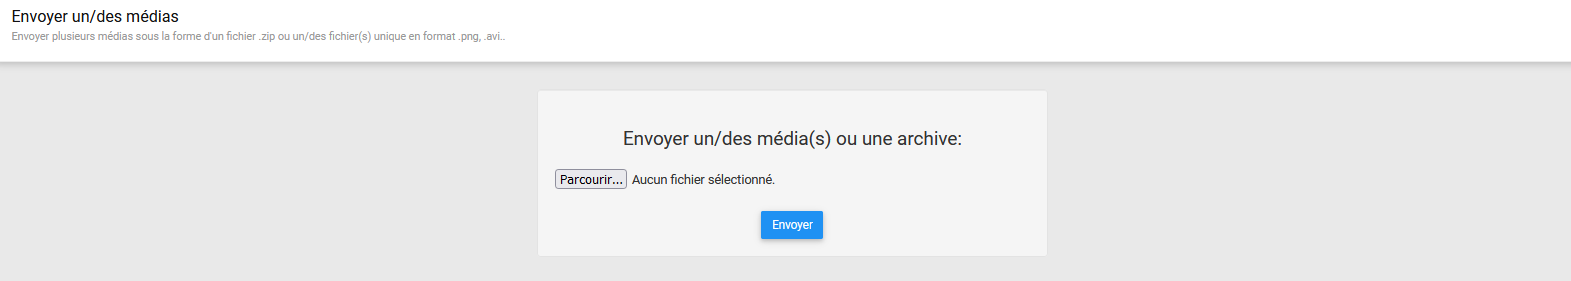 Envoyer un/des médias
Envoyer plusieurs médias sous la forme d'un fichier .zip ou un/des fichier(s) unique en format .png, .avi..
Envoyer un/des média(s) ou une archive:
Parcourir... Aucun fichier sélectionné.
Envoyer